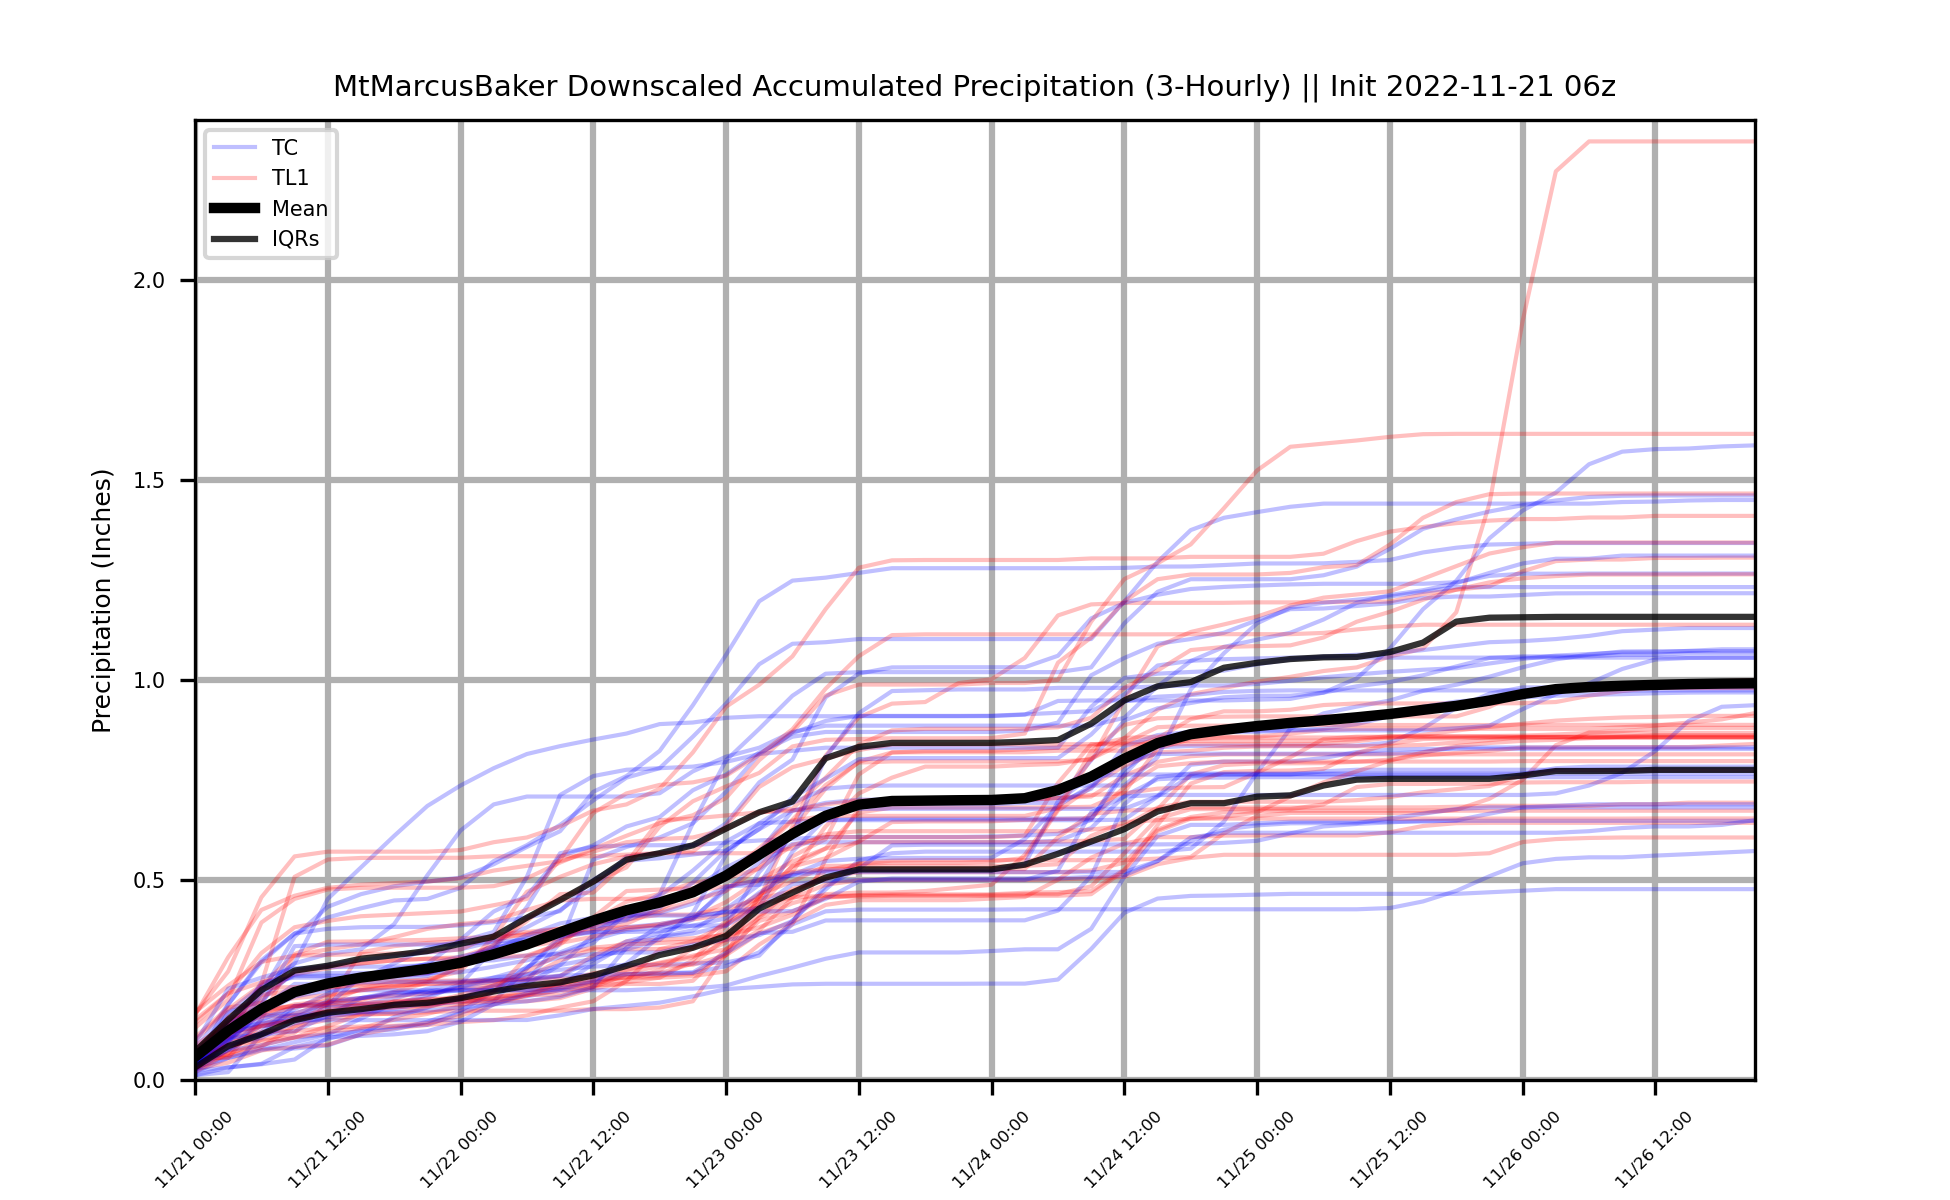 MtMarcusBaker Downscaled Accumulated Precipitation (3-Hourly) || Init 2022-11-21 06z
TC
TL1
Mean
IQRs
Precipitation (Inches)
2.0
1.5
1.0
0.5
0.0
11/21 00:00
11/21 12:00
11/22 00:00
11/22 12:00
11/23 00:00
11/23 12:00
11/24 00:00
11/24 12:00
11/25 00:00
11/25 12:00
11/26 00:00
11/26 12:00